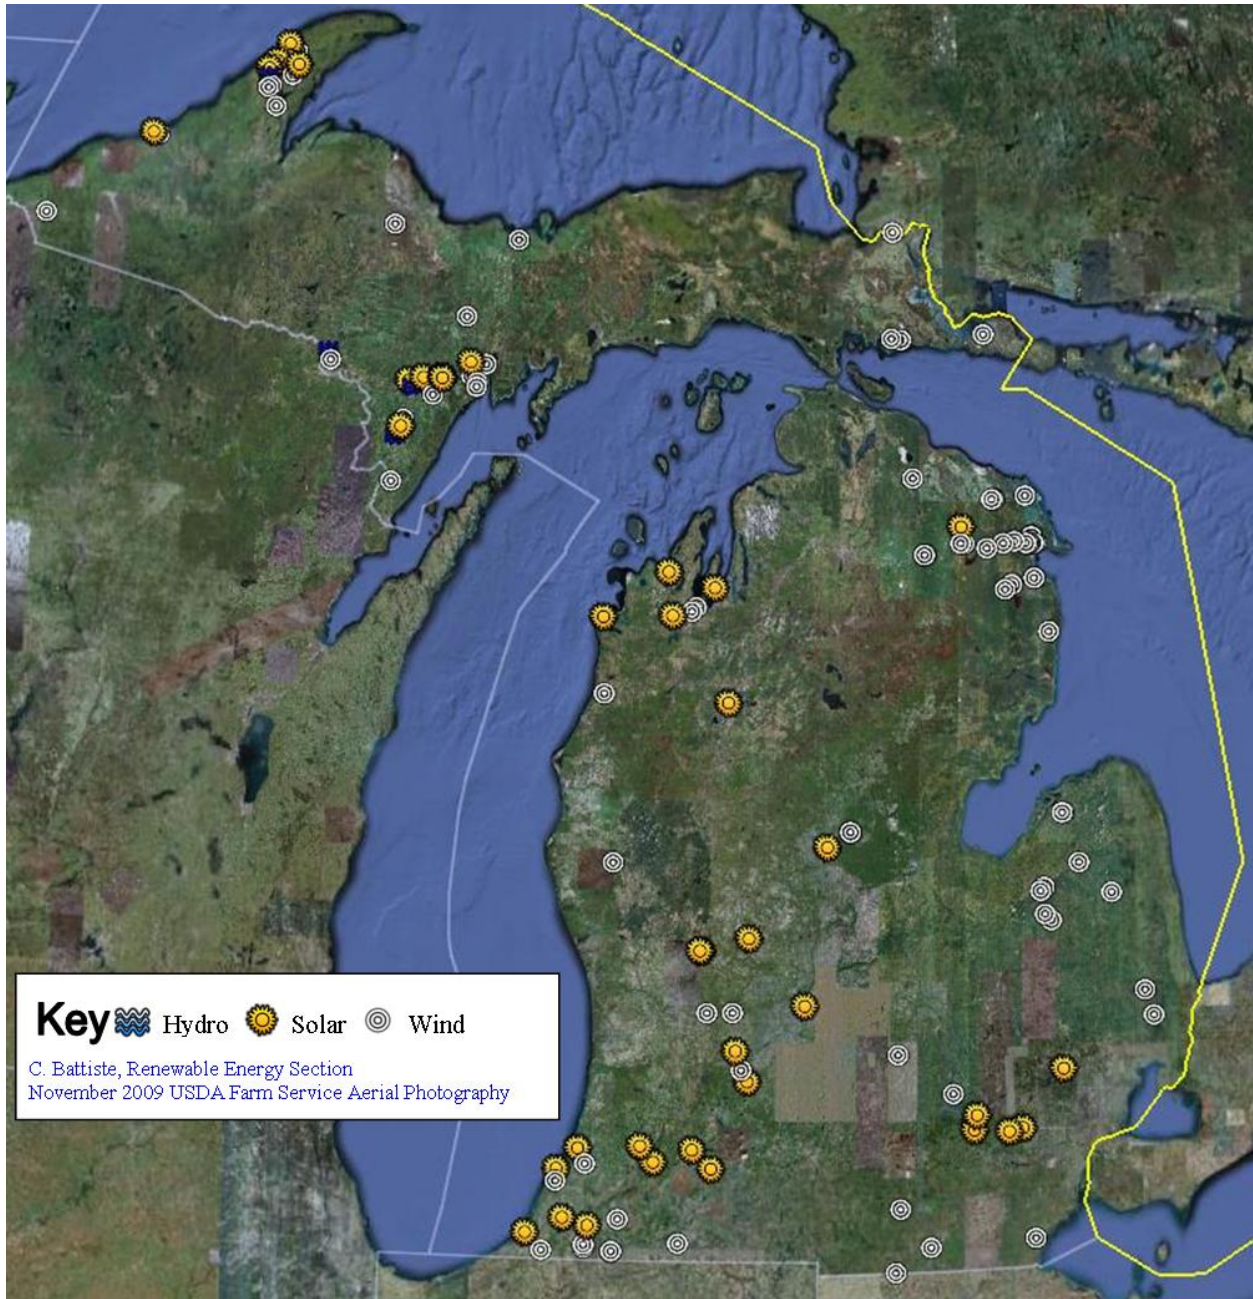 Key Hydro Solar Wind
C. Battiste, Renewable Energy Section
November 2009 USDA Farm Service Aerial Photography